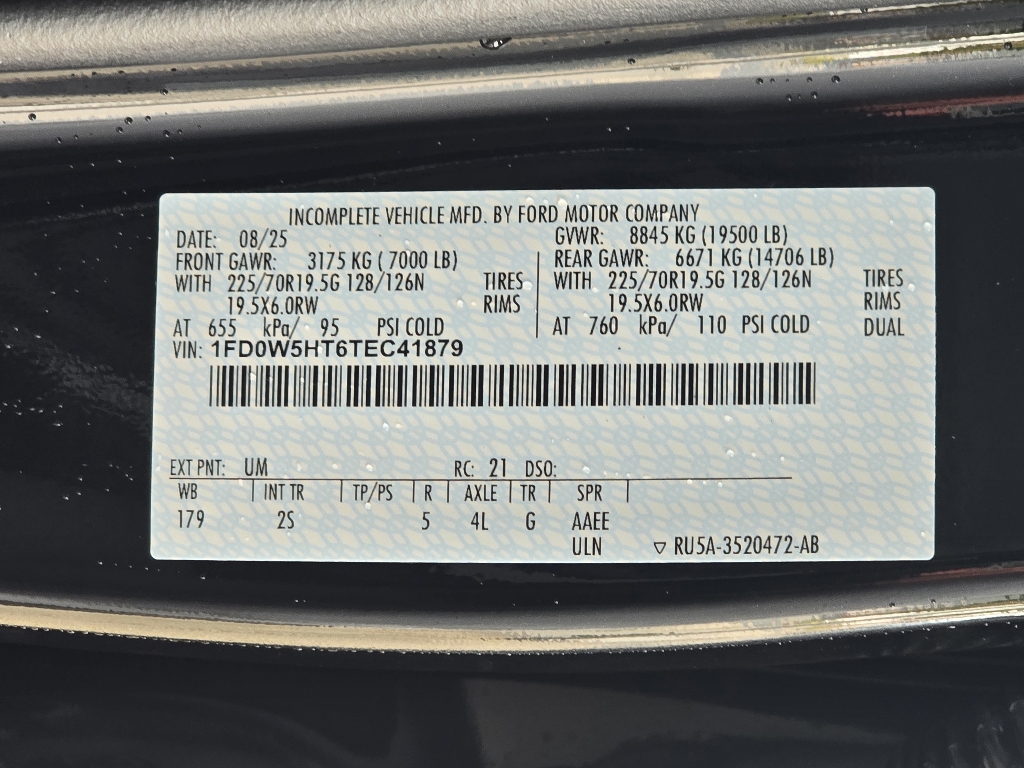 INCOMPLETE VEHICLE MFD. BY FORD MOTOR COMPANY
DATE: 08/25 GVWR: 8845 KG (19500 LB)
FRONT GAWR: 3175 KG ( 7000 LB) REAR GAWR: 6671 KG (14706 LB)
WITH 225/70R19.5G 128/126N TIRES WITH 225/70R19.5G 128/126N TIRES
19.5X6.0RW RIMS 19.5X6.0RW RIMS
AT 655 kPa/ 95 PSI COLD AT 760 kPa/ 110 PSI COLD DUAL
VIN: 1FD0W5HT6TEC41879
EXT PNT: UM RC: 21 DSO:
WB INT TR TP/PS R AXLE TR SPR
179 2S 5 4L G AAEE
ULN ▽ RU5A-3520472-AB